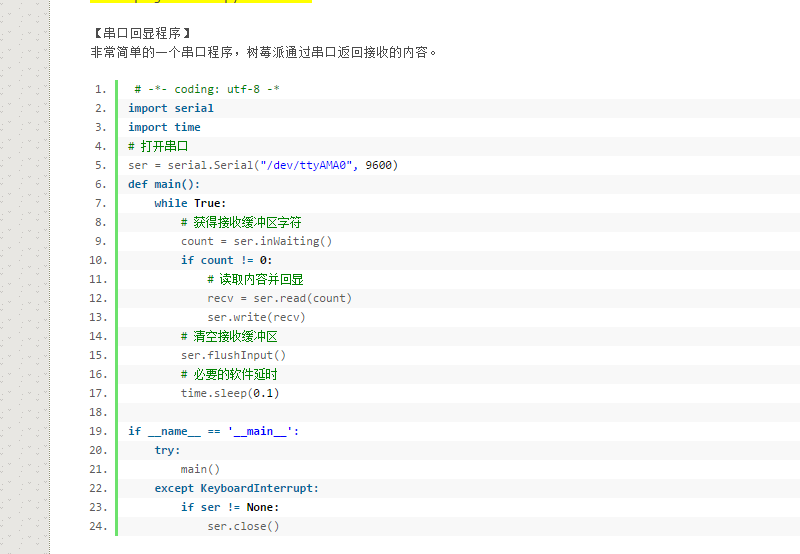 【串口回显程序】
非常简单的一个串口程序，树莓派通过串口返回接收的内容。
1. # -*- coding: utf-8 -*
2. import serial
3. import time
4. # 打开串口
5. ser = serial.Serial("/dev/ttyAMA0", 9600)
6. def main():
7.     while True:
8.         # 获得接收缓冲区字符
9.         count = ser.inWaiting()
10.         if count != 0:
11.             # 读取内容并回显
12.             recv = ser.read(count)
13.             ser.write(recv)
14.         # 清空接收缓冲区
15.         ser.flushInput()
16.         # 必要的软件延时
17.         time.sleep(0.1)
18.
19. if __name__ == '__main__':
20.     try:
21.         main()
22.     except KeyboardInterrupt:
23.         if ser != None:
24.             ser.close()